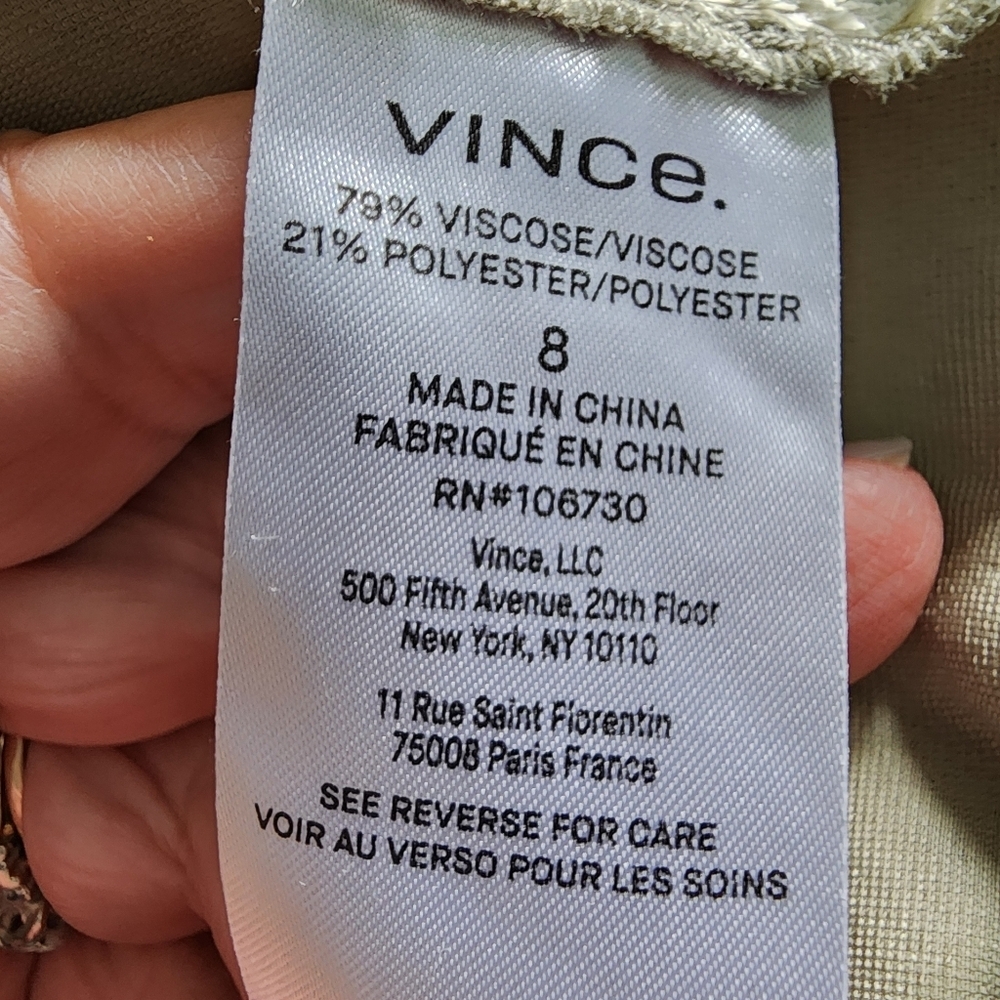 VINCE.
79% VISCOSE/VISCOSE
21% POLYESTER/POLYESTER
8
MADE IN CHINA
FABRIQUÉ EN CHINE
RN#106730
Vince, LLC
500 Fifth Avenue, 20th Floor
New York, NY 10110
11 Rue Saint Florentin
75008 Paris France
SEE REVERSE FOR CARE
VOIR AU VERSO POUR LES SOINS